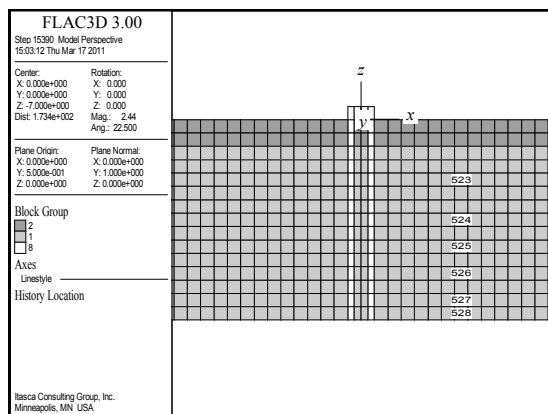 FLAC3D 3.00
Step 15390 Model Perspective
15:03:12 Thu Mar 17 2011
Center:
X: 0.000e+000
Y: 0.000e+000
Z: -7.000e+000
Dist: 1.734e+002
Rotation:
X: 0.000
Y: 0.000
Z: 0.000
Mag.: 2.44
Ang.: 22.500
Plane Origin:
X: 0.000e+000
Y: 5.000e-001
Z: 0.000e+000
Plane Normal:
X: 0.000e+000
Y: 1.000e+000
Z: 0.000e+000
Block Group
2
1
8
Axes
Linestyle
History Location
Itasca Consulting Group, Inc.
Minneapolis, MN USA
z
x
y
523
524
525
526
527
528